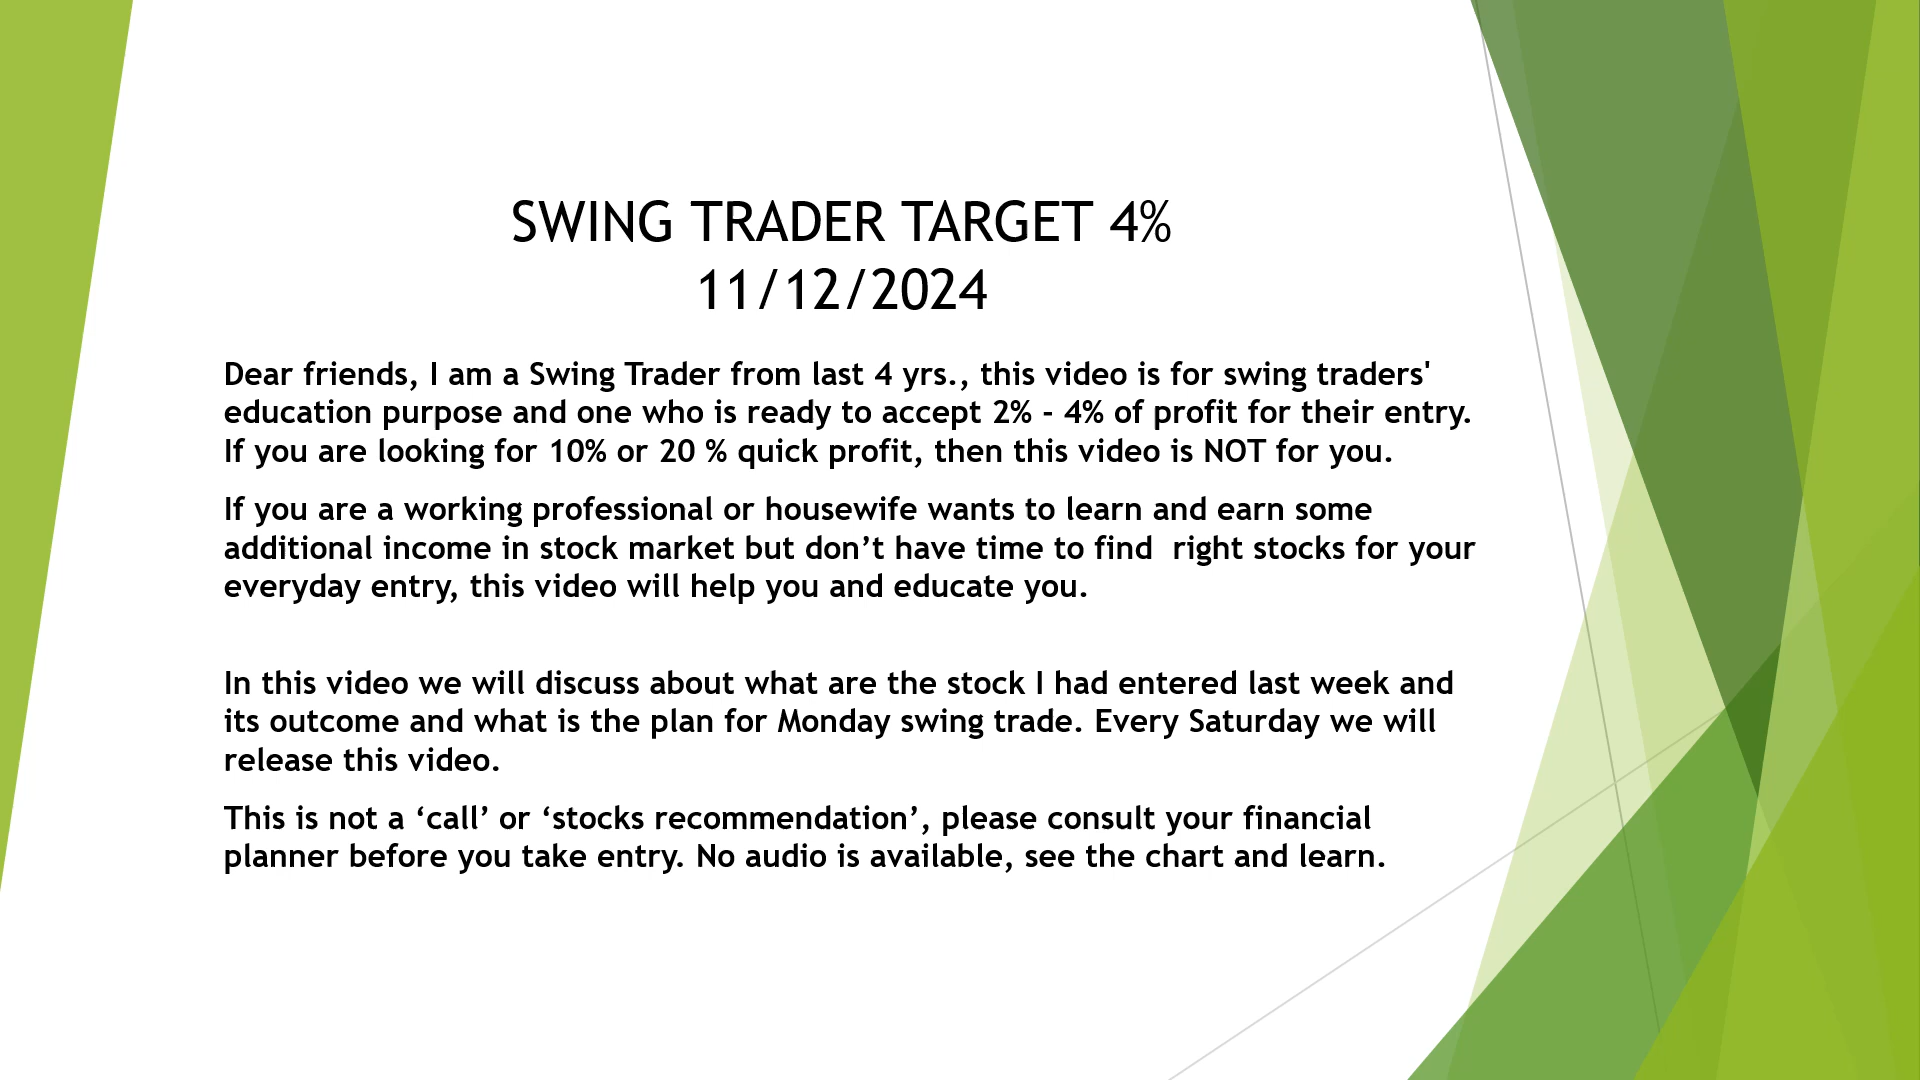 SWING TRADER TARGET 4%
11/12/2024
Dear friends, I am a Swing Trader from last 4 yrs., this video is for swing traders'
education purpose and one who is ready to accept 2% - 4% of profit for their entry.
If you are looking for 10% or 20 % quick profit, then this video is NOT for you.
If you are a working professional or housewife wants to learn and earn some
additional income in stock market but don’t have time to find  right stocks for your
everyday entry, this video will help you and educate you.
In this video we will discuss about what are the stock I had entered last week and
its outcome and what is the plan for Monday swing trade. Every Saturday we will
release this video.
This is not a ‘call’ or ‘stocks recommendation’, please consult your financial
planner before you take entry. No audio is available, see the chart and learn.